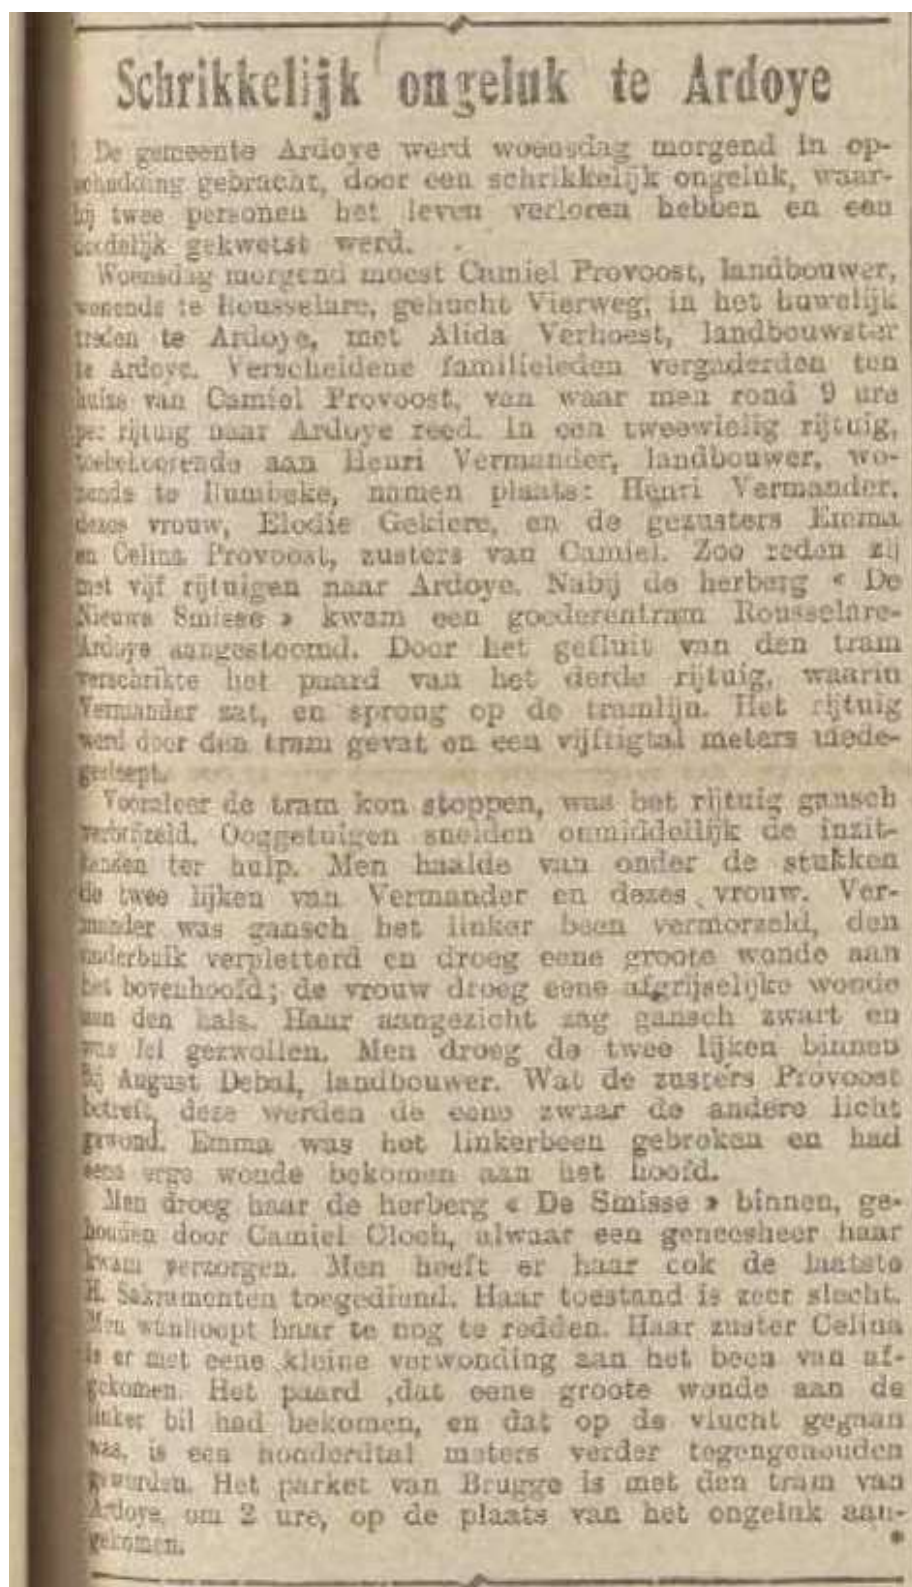 Schrikkelijk ongeluk te Ardoye
De gemeente Ardoye werd woensdag morgend in op-
schudding gebracht, door een schrikkelijk ongeluk, waar-
bij twee personen het leven verloren hebben en een
doodelijk gekwetst werd.
Woensdag morgend moest Camiel Provoost, landbouwer,
wonende te Rousselare, gehucht Vierweg, in het huwelijk
treden te Ardoye, met Alida Verhoest, landbouwster
te Ardoye. Verscheidene familieleden vergaderden ten
huize van Camiel Provoost, van waar men rond 9 ure
per rijtuig naar Ardoye reed. In een tweewielig rijtuig,
toebehoorende aan Henri Vermander, landbouwer, wo-
nende te Rumbeke, namen plaats: Henri Vermander,
dezes vrouw, Elodie Gekiere, en de gezusters Emma
en Celina Provoost, zusters van Camiel. Zoo reden zij
met vijf rijtuigen naar Ardoye. Nabij de herberg « De
Nieuwe Smisse » kwam een goederentram Rousselare-
Ardoye aangestoomd. Door het gefluit van den tram
verschrikte het paard van het derde rijtuig, waarin
Vermander zat, en sprong op de tramlijn. Het rijtuig
werd door den tram gevat en een vijftigtal meters mede-
gesleept.
Vooraleer de tram kon stoppen, was het rijtuig gansch
verbrijzeld. Ooggetuigen snelden onmiddellijk de inzit-
tenden ter hulp. Men haalde van onder de stukken
de twee lijken van Vermander en dezes vrouw. Ver-
mander was gansch het linker been vermorzeld, den
onderbuik verpletterd en droeg eene groote wonde aan
het bovenhoofd; de vrouw droeg eene afgrijselijke wonde
aan den hals. Haar aangezicht zag gansch zwart en
was fel gezwollen. Men droeg de twee lijken binnen
bij August Debal, landbouwer. Wat de zusters Provoost
betreft, deze werden de eene zwaar de andere licht
gewond. Emma was het linkerbeen gebroken en had
eene erge wonde bekomen aan het hoofd.
Men droeg haar de herberg « De Smisse » binnen, ge-
houden door Camiel Cloch, alwaar een geneesheer haar
kwam verzorgen. Men heeft er haar ook de laatste
H. Sakramenten toegediend. Haar toestand is zeer slecht.
Men wanhoopt haar te nog te redden. Haar zuster Celina
is er met eene kleine verwonding aan het been van af-
gekomen. Het paard ,dat eene groote wonde aan de
linker bil had bekomen, en dat op de vlucht gegaan
was, is een honderdtal meters verder tegengehouden
geworden. Het parket van Brugge is met den tram van
Ardoye, om 2 ure, op de plaats van het ongeluk aan-
gekomen. *